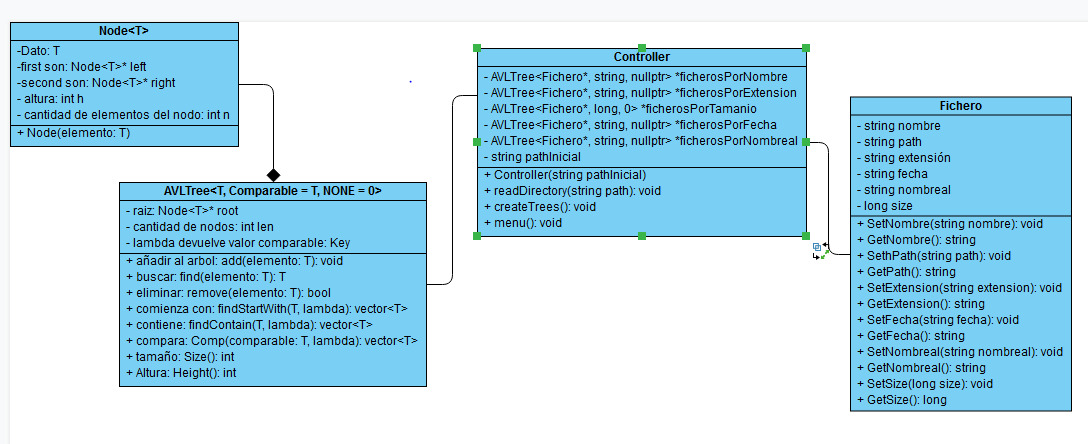 Node<T>
-Dato: T
-first son: Node<T>* left
-second son: Node<T>* right
- altura: int h
- cantidad de elementos del nodo: int n
+ Node(elemento: T)
AVLTree<T, Comparable = T, NONE = 0>
- raiz: Node<T>* root
- cantidad de nodos: int len
- lambda devuelve valor comparable: Key
+ añadir al arbol: add(elemento: T): void
+ buscar: find(elemento: T): T
+ eliminar: remove(elemento: T): bool
+ comienza con: findStartWith(T, lambda): vector<T>
+ contiene: findContain(T, lambda): vector<T>
+ compara: Comp(comparable: T, lambda): vector<T>
+ tamaño: Size(): int
+ Altura: Height(): int
Controller
- AVLTree<Fichero*, string, nullptr> *ficherosPorNombre
- AVLTree<Fichero*, string, nullptr> *ficherosPorExtension
- AVLTree<Fichero*, long, 0> *ficherosPorTamanio
- AVLTree<Fichero*, string, nullptr> *ficherosPorFecha
- AVLTree<Fichero*, string, nullptr> *ficherosPorNombreal
- string pathInicial
+ Controller(string pathInicial)
+ readDirectory(string path): void
+ createTrees(): void
+ menu(): void
Fichero
- string nombre
- string path
- string extensión
- string fecha
- string nombreal
- long size
+ SetNombre(string nombre): void
+ GetNombre(): string
+ SethPath(string path): void
+ GetPath(): string
+ SetExtension(string extension): void
+ GetExtension(): string
+ SetFecha(string fecha): void
+ GetFecha(): string
+ SetNombreal(string nombreal): void
+ GetNombreal(): string
+ SetSize(long size): void
+ GetSize(): long